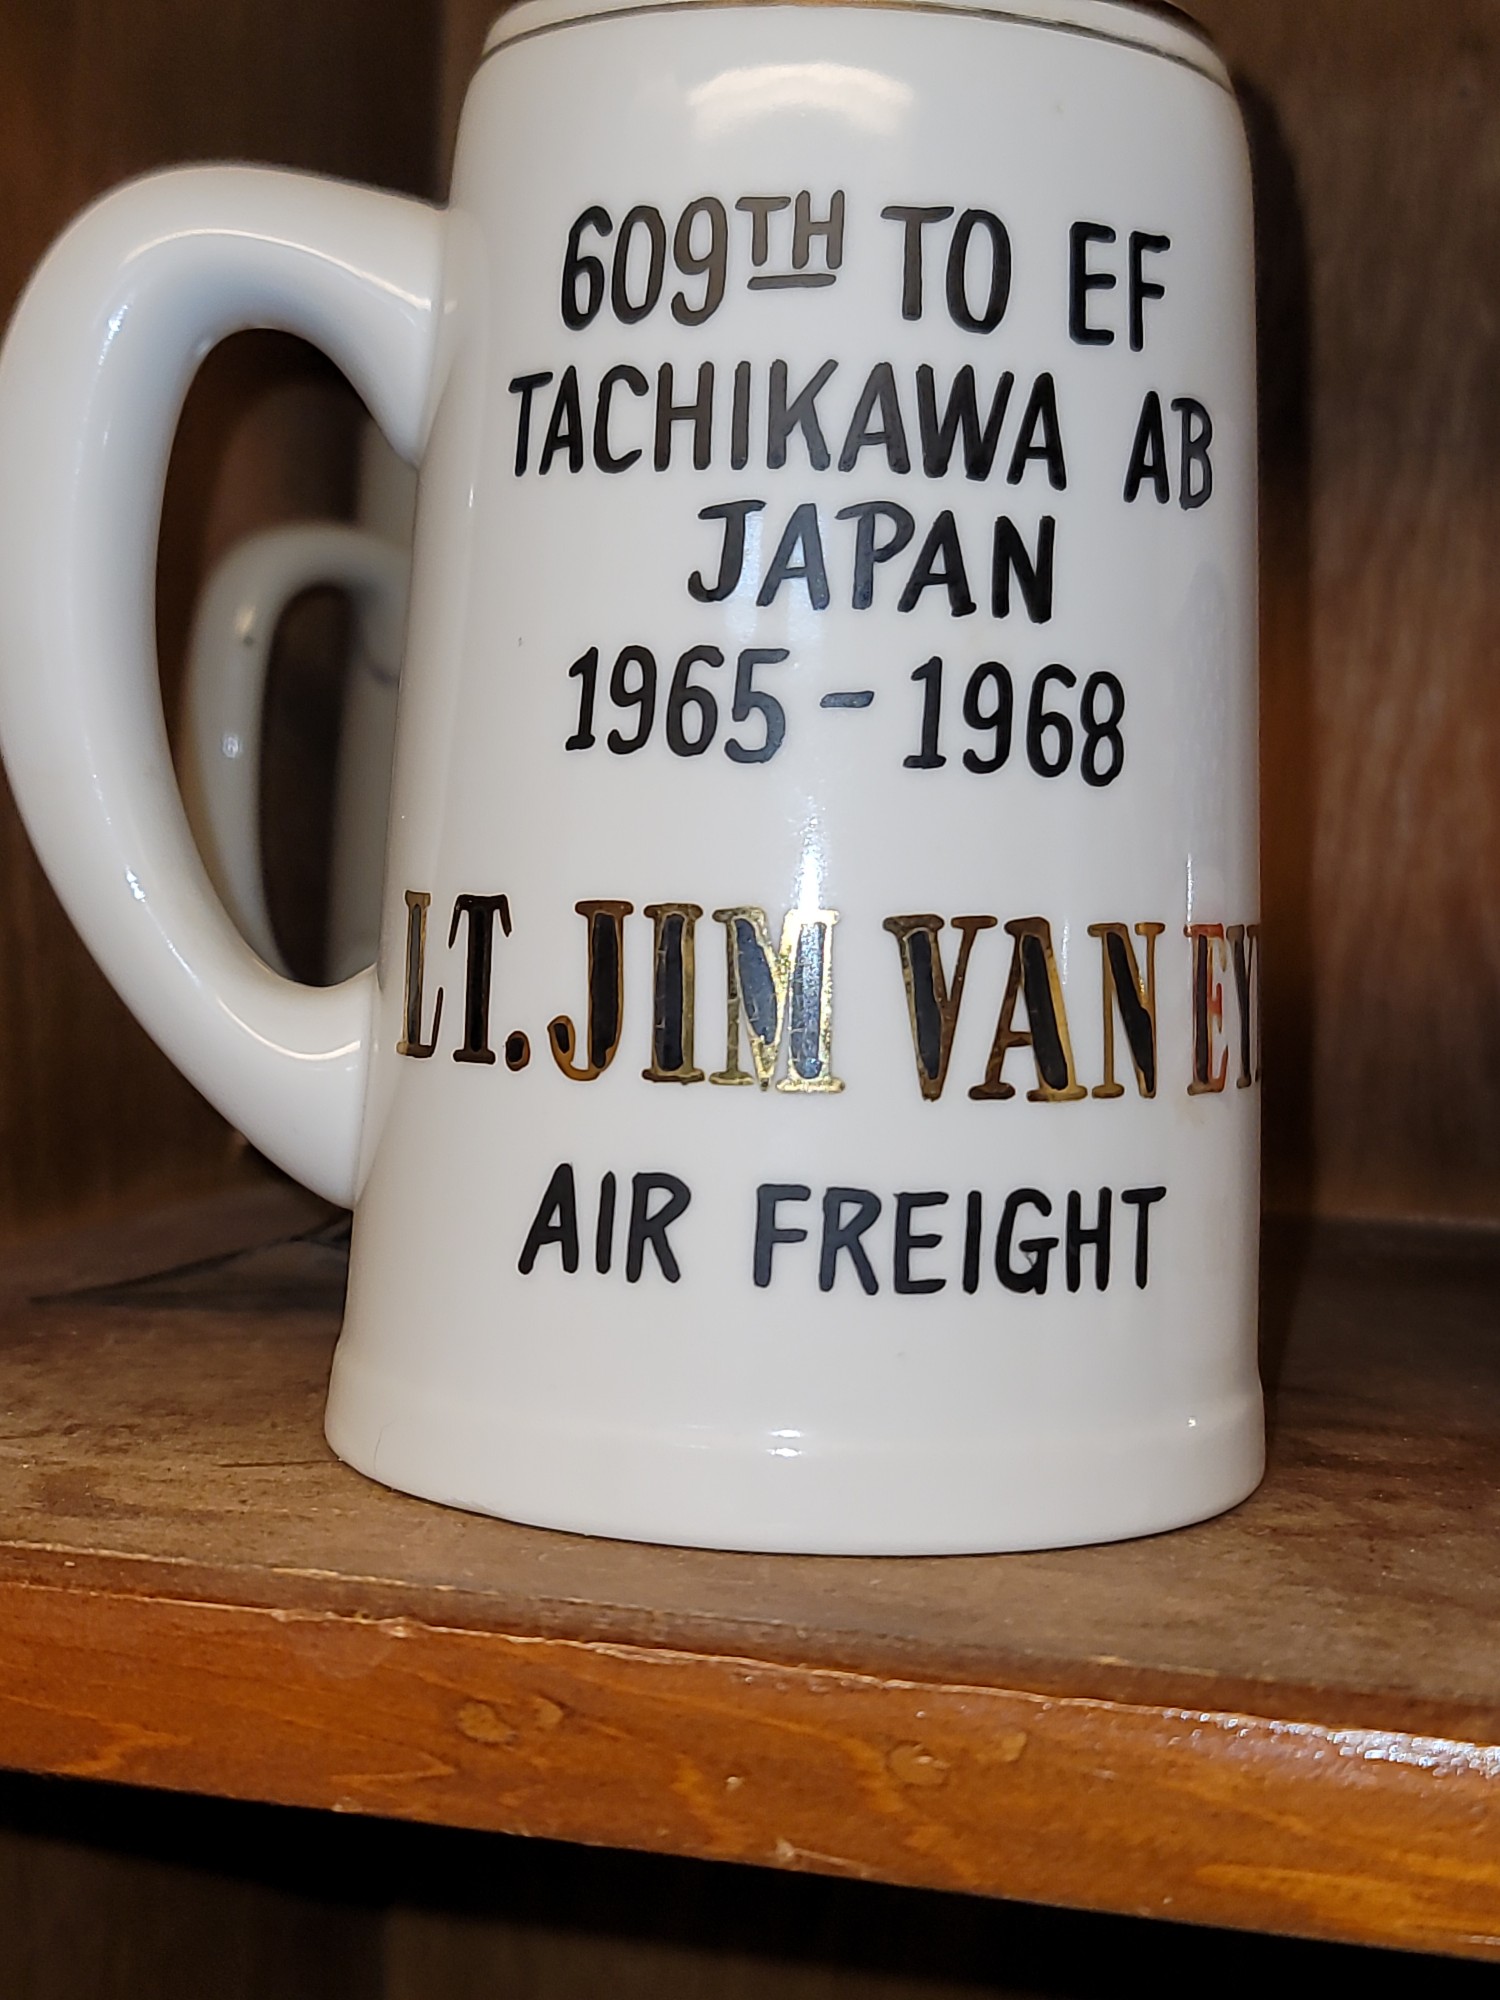 609TH TO EF
TACHIKAWA AB
JAPAN
1965-1968
LT. JIM VAN
AIR FREIGHT